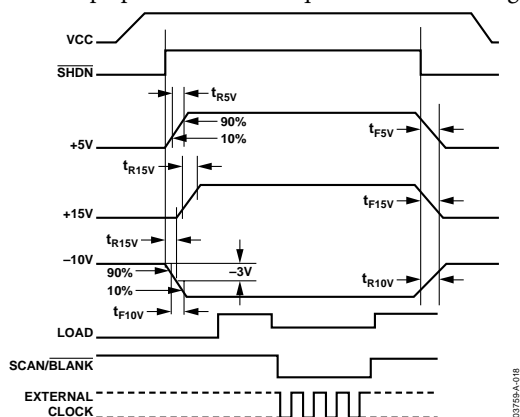 VCC
SHDN
tR5V
90%
10%
+5V
tF5V
tR15V
+15V
tF15V
tR15V
–10V
90%
–3V
10%
tR10V
tF10V
LOAD
SCAN/BLANK
EXTERNAL
CLOCK
03759-A-018